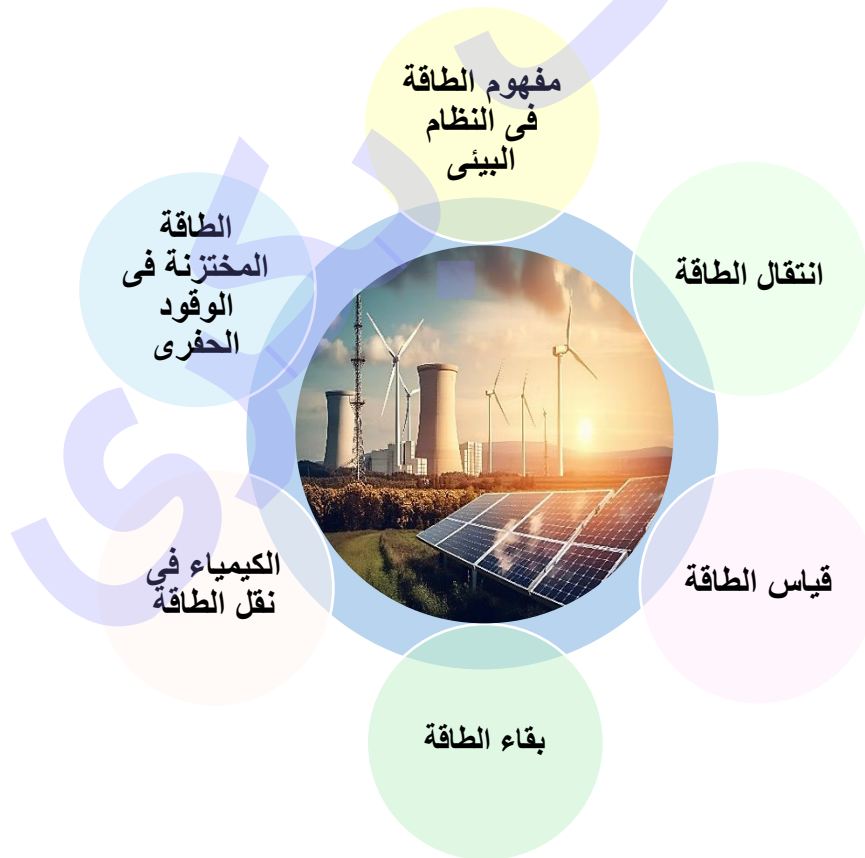 مفهوم الطاقة
فى النظام
البيئى
انتقال الطاقة
قياس الطاقة
بقاء الطاقة
الكيمياء فى
نقل الطاقة
الطاقة
المختزنة فى
الوقود
الحفرى